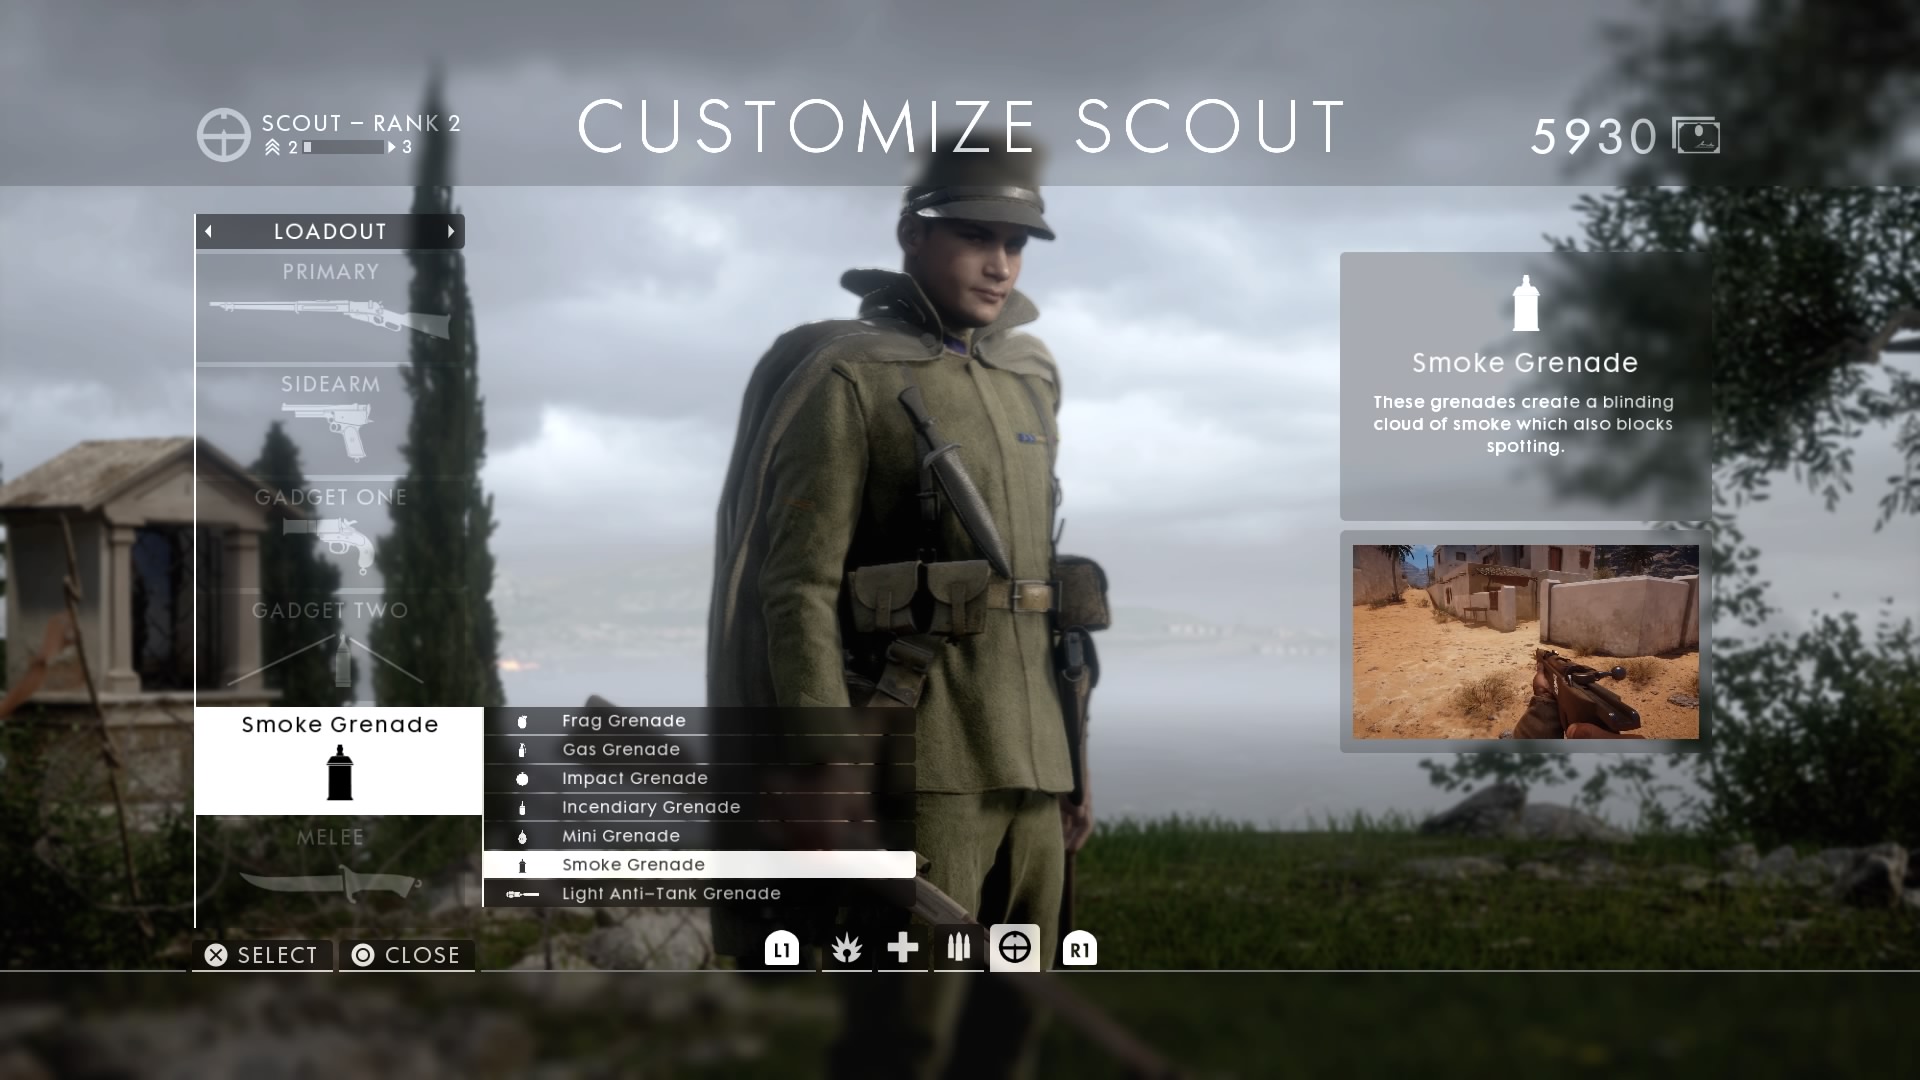 SCOUT – RANK 2
2 3
CUSTOMIZE SCOUT
5930
LOADOUT
PRIMARY
SIDEARM
GADGET ONE
GADGET TWO
Smoke Grenade
MELEE
Frag Grenade
Gas Grenade
Impact Grenade
Incendiary Grenade
Mini Grenade
Smoke Grenade
Light Anti–Tank Grenade
Smoke Grenade
These grenades create a blinding
cloud of smoke which also blocks
spotting.
SELECT
CLOSE
L1
R1